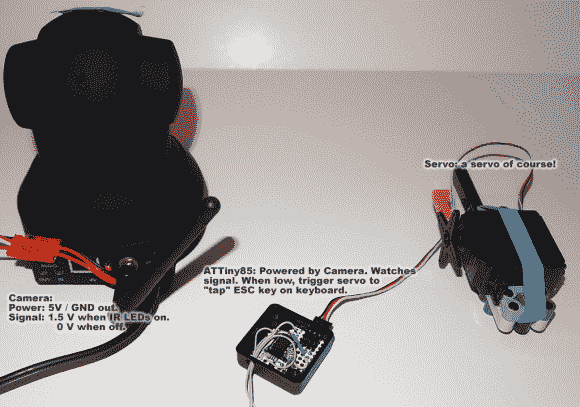 Servo: a servo of course!
ATTiny85: Powered by Camera. Watches
signal. When low, trigger servo to
"tap" ESC key on keyboard.
Camera:
Power: 5V / GND out.
Signal: 1.5 V when IR LEDs on.
0 V when off.